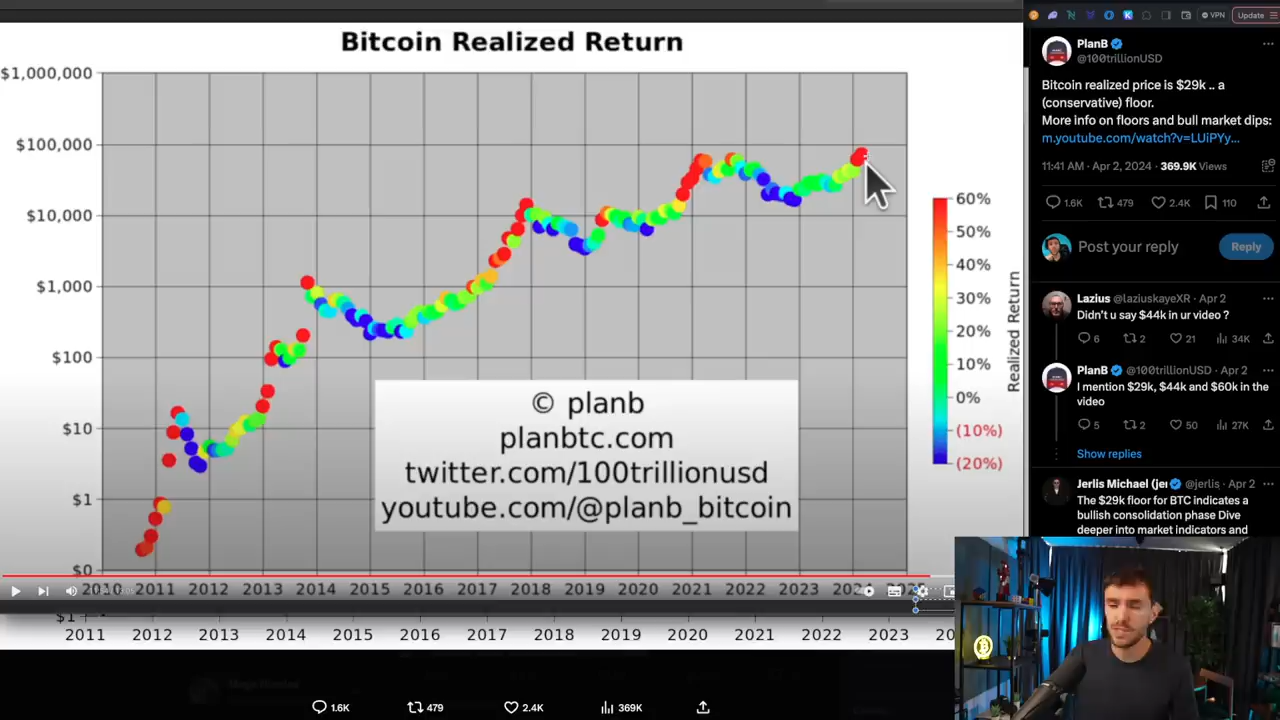 Bitcoin Realized Return
$1,000,000
$100,000
$10,000
$1,000
$100
$10
$1
$0
2010 2011 2012 2013 2014 2015 2016 2017 2018 2019 2020 2021 2022 2023
60%
50%
40%
30%
20%
10%
0%
(10%)
(20%)
Realized Return
© planb
planbtc.com
twitter.com/100trillionusd
youtube.com/@planb_bitcoin
$1
2011 2012 2013 2014 2015 2016 2017 2018 2019 2020 2021 2022 2023
1.6K 479 2.4K 369K
VPN Update
PlanB
@100trillionUSD
Bitcoin realized price is $29k .. a
(conservative) floor.
More info on floors and bull market dips:
m.youtube.com/watch?v=LUiPYy...
11:41 AM · Apr 2, 2024 · 369.9K Views
1.6K 479 2.4K 110
Post your reply Reply
Lazius @laziuskayeXR · Apr 2
Didn't u say $44k in ur video ?
6 2 21 34K
PlanB @100trillionUSD · Apr 2
I mention $29k, $44k and $60k in the
video
5 2 50 27K
Show replies
Jerlis Michael (jer @jerlis · Apr 2
The $29k floor for BTC indicates a
bullish consolidation phase Dive
deeper into market indicators and